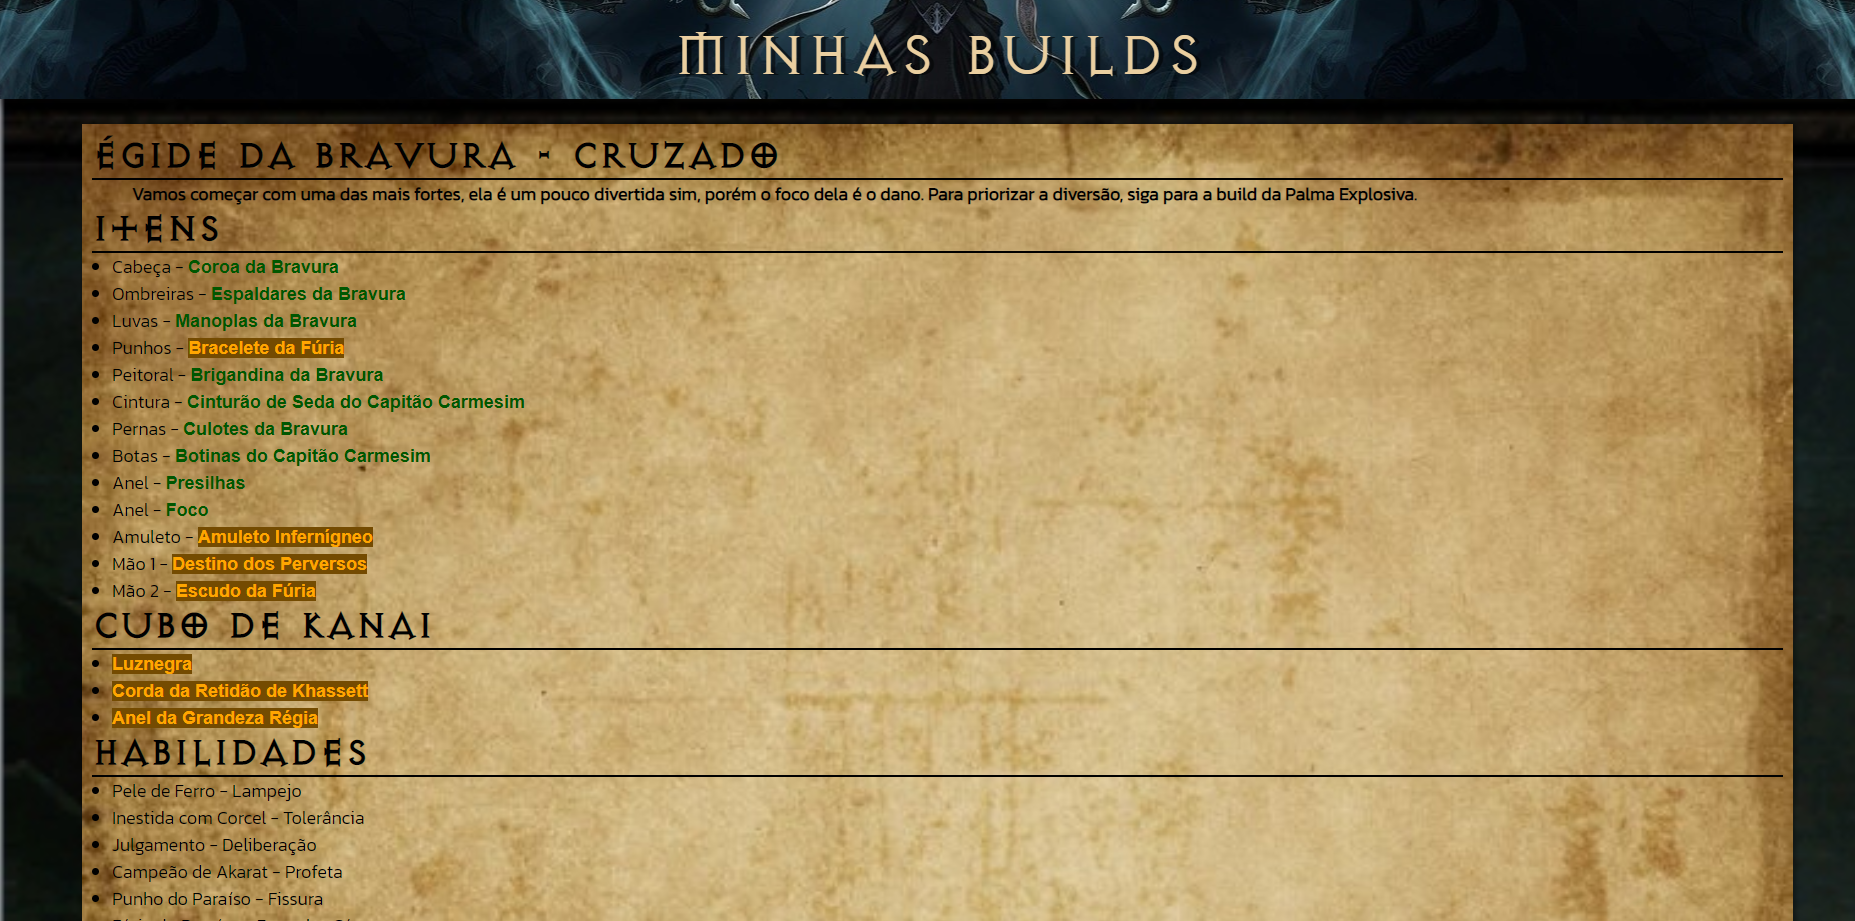 MINHAS BUILDS
ÉGIDE DA BRAVURA - CRUZADO
Vamos começar com uma das mais fortes, ela é um pouco divertida sim, porém o foco dela é o dano. Para priorizar a diversão, siga para a build da Palma Explosiva.
ITENS
Cabeça - Coroa da Bravura
Ombreiras - Espaldares da Bravura
Luvas - Manoplas da Bravura
Punhos - Bracelete da Fúria
Peitoral - Brigandina da Bravura
Cintura - Cinturão de Seda do Capitão Carmesim
Pernas - Culotes da Bravura
Botas - Botinas do Capitão Carmesim
Anel - Presilhas
Anel - Foco
Amuleto - Amuleto Infernígneo
Mão 1 - Destino dos Perversos
Mão 2 - Escudo da Fúria
CUBO DE KANAI
Luznegra
Corda da Retidão de Khassett
Anel da Grandeza Régia
HABILIDADES
Pele de Ferro - Lampejo
Inestida com Corcel - Tolerância
Julgamento - Deliberação
Campeão de Akarat - Profeta
Punho do Paraíso - Fissura